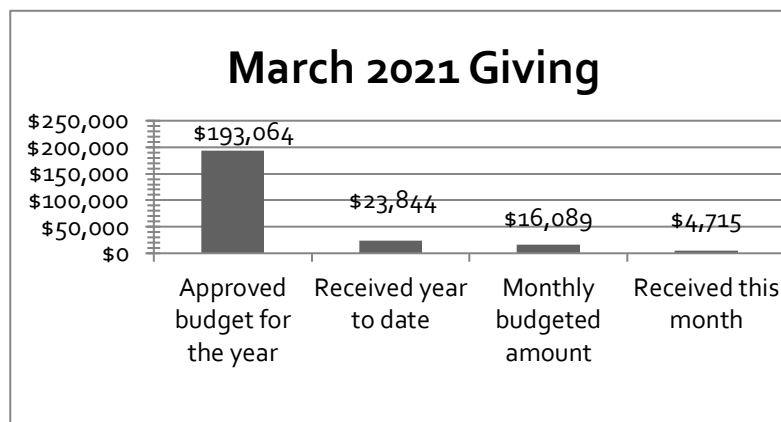 March 2021 Giving
$250,000
$200,000
$150,000
$100,000
$50,000
$0
$193,064
$23,844
$16,089
$4,715
Approved
budget for
the year
Received year
to date
Monthly
budgeted
amount
Received this
month